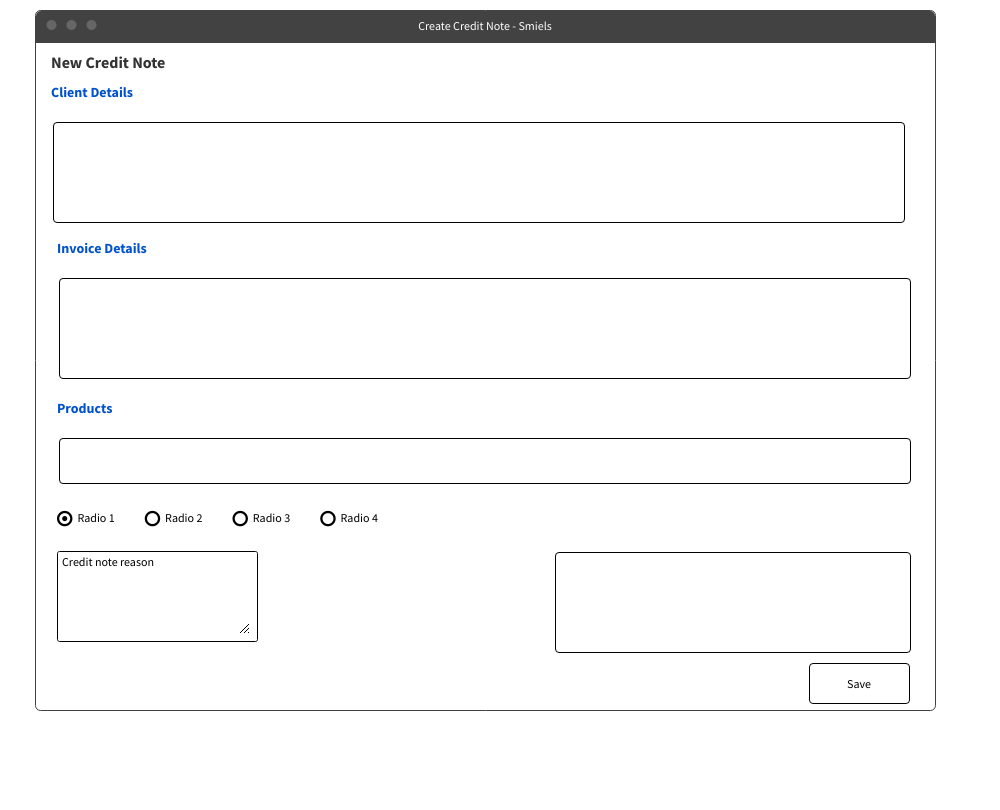 Create Credit Note - Smiels
New Credit Note
Client Details
Invoice Details
Products
Radio 1 Radio 2 Radio 3 Radio 4
Credit note reason
Save